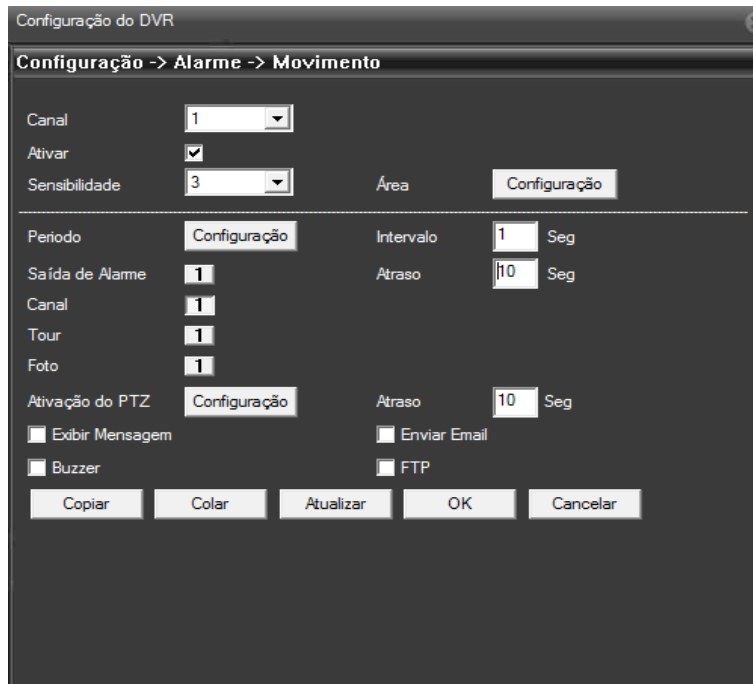 Configuração do DVR
Configuração -> Alarme -> Movimento
Canal 1
Ativar
Sensibilidade 3 Área Configuração
Periodo Configuração Intervalo 1 Seg
Saída de Alarme 1 Atraso 10 Seg
Canal 1
Tour 1
Foto 1
Ativação do PTZ Configuração Atraso 10 Seg
Exibir Mensagem Enviar Email
Buzzer FTP
Copiar Colar Atualizar OK Cancelar